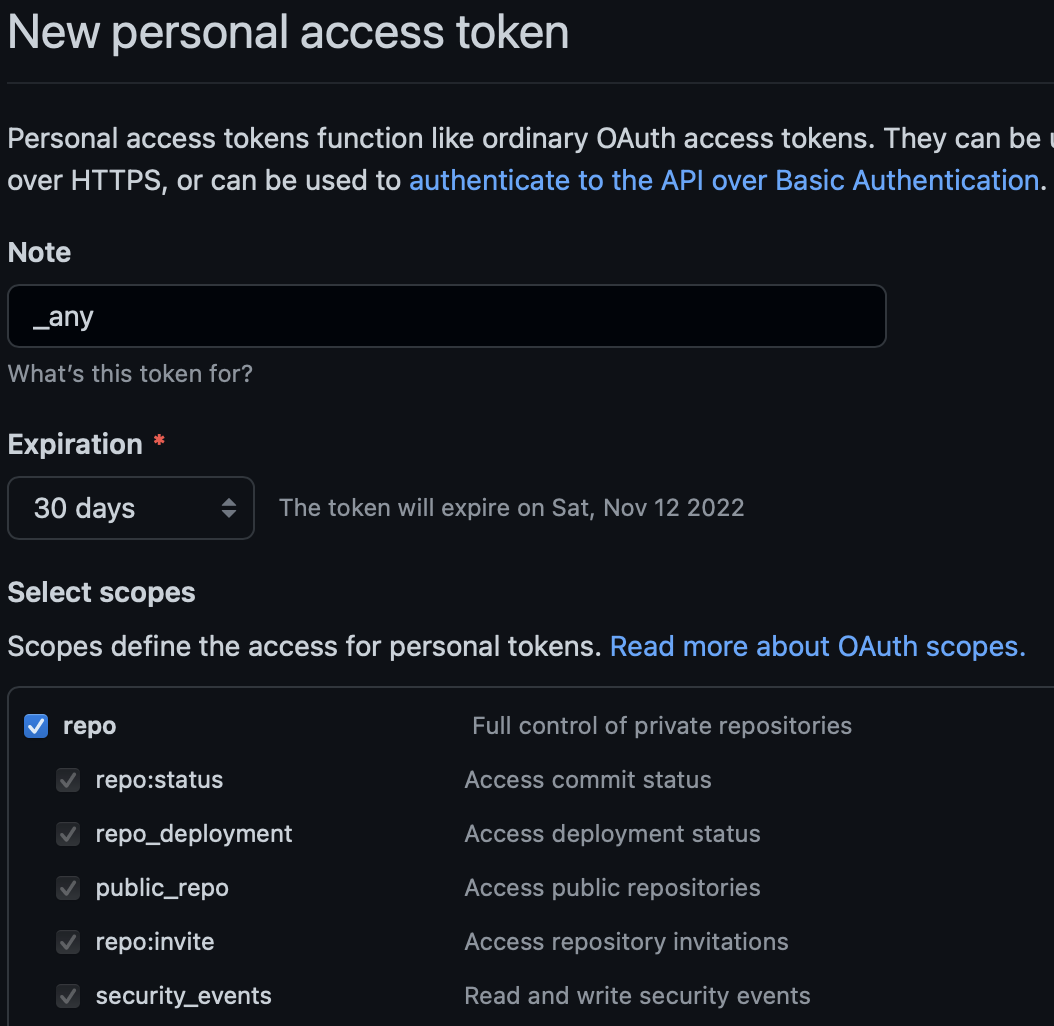 New personal access token
Personal access tokens function like ordinary OAuth access tokens. They can be
over HTTPS, or can be used to authenticate to the API over Basic Authentication.
Note
_any
What's this token for?
Expiration *
30 days The token will expire on Sat, Nov 12 2022
Select scopes
Scopes define the access for personal tokens. Read more about OAuth scopes.
repo Full control of private repositories
repo:status Access commit status
repo_deployment Access deployment status
public_repo Access public repositories
repo:invite Access repository invitations
security_events Read and write security events